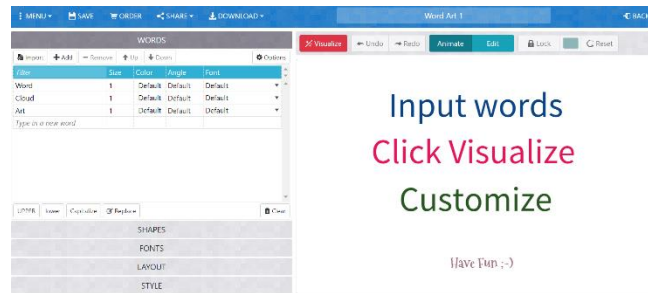 MENU SAVE ORDER SHARE DOWNLOAD Word Art 1 BACK
WORDS
Import Add Remove Up Down Options
Visualize Undo Redo Animate Edit Lock Reset
Filter Size Color Angle Font
Word 1 Default Default Default
Cloud 1 Default Default Default
Art 1 Default Default Default
Type in a new word
Input words
Click Visualize
Customize
Have Fun ;-)
UPPER lower Capitalize Replace Clear
SHAPES
FONTS
LAYOUT
STYLE